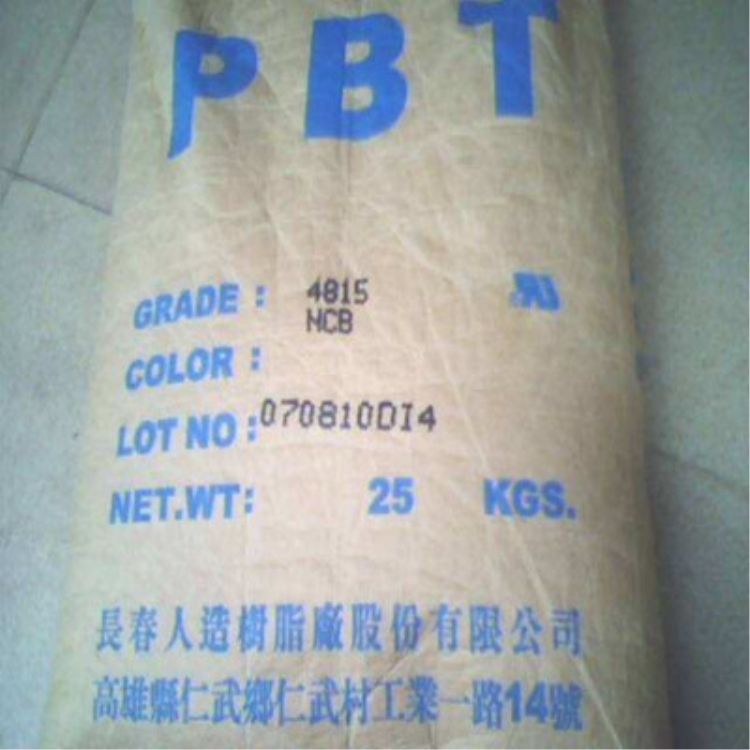 PBT
GRADE : 4815
NCB
COLOR :
LOT NO : 070810DI4
NET.WT: 25 KGS.
長春人造樹脂廠股份有限公司
高雄縣仁武鄉仁武村工業一路14號